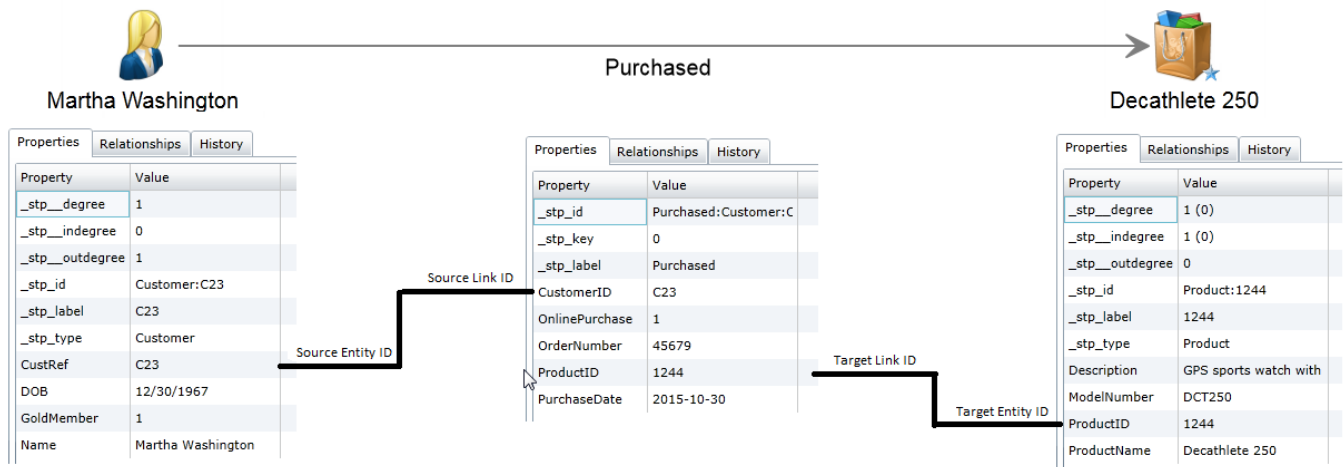 Purchased
Martha Washington
Decathlete 250
Properties Relationships History
Property Value
_stp__degree 1
_stp__indegree 0
_stp__outdegree 1
_stp_id Customer:C23
_stp_label C23
_stp_type Customer
CustRef C23
DOB 12/30/1967
GoldMember 1
Name Martha Washington
Source Entity ID
Source Link ID
Properties Relationships History
Property Value
_stp_id Purchased:Customer:C
_stp_key 0
_stp_label Purchased
CustomerID C23
OnlinePurchase 1
OrderNumber 45679
ProductID 1244
PurchaseDate 2015-10-30
Target Link ID
Target Entity ID
Properties Relationships History
Property Value
_stp__degree 1 (0)
_stp__indegree 1 (0)
_stp__outdegree 0
_stp_id Product:1244
_stp_label 1244
_stp_type Product
Description GPS sports watch with
ModelNumber DCT250
ProductID 1244
ProductName Decathlete 250